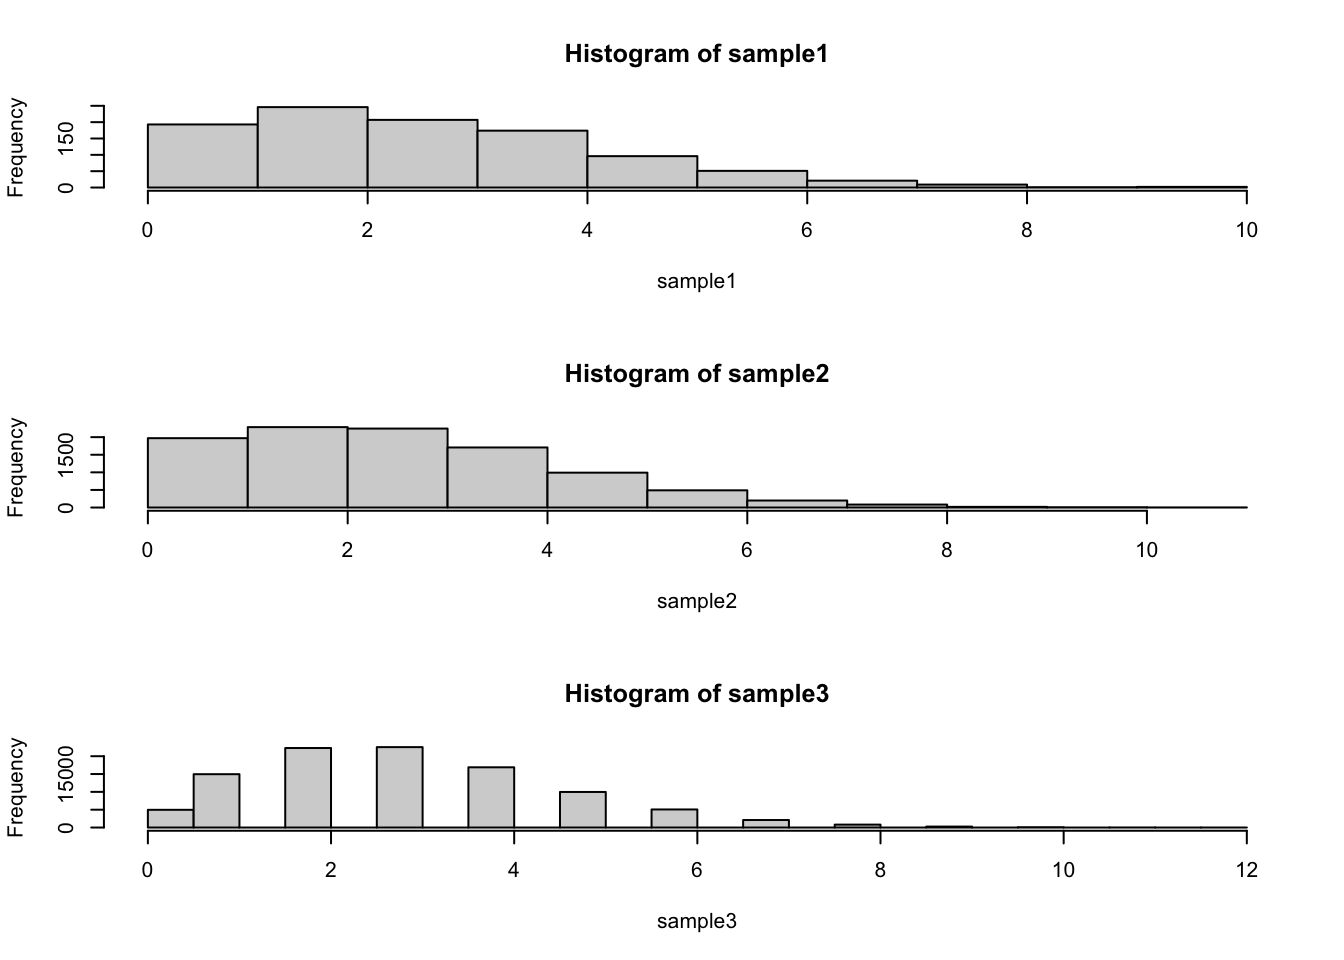 Histogram of sample1
Frequency
150
0
0 2 4 6 8 10
sample1
Histogram of sample2
Frequency
1500
0
0 2 4 6 8 10
sample2
Histogram of sample3
Frequency
15000
0
0 2 4 6 8 10 12
sample3